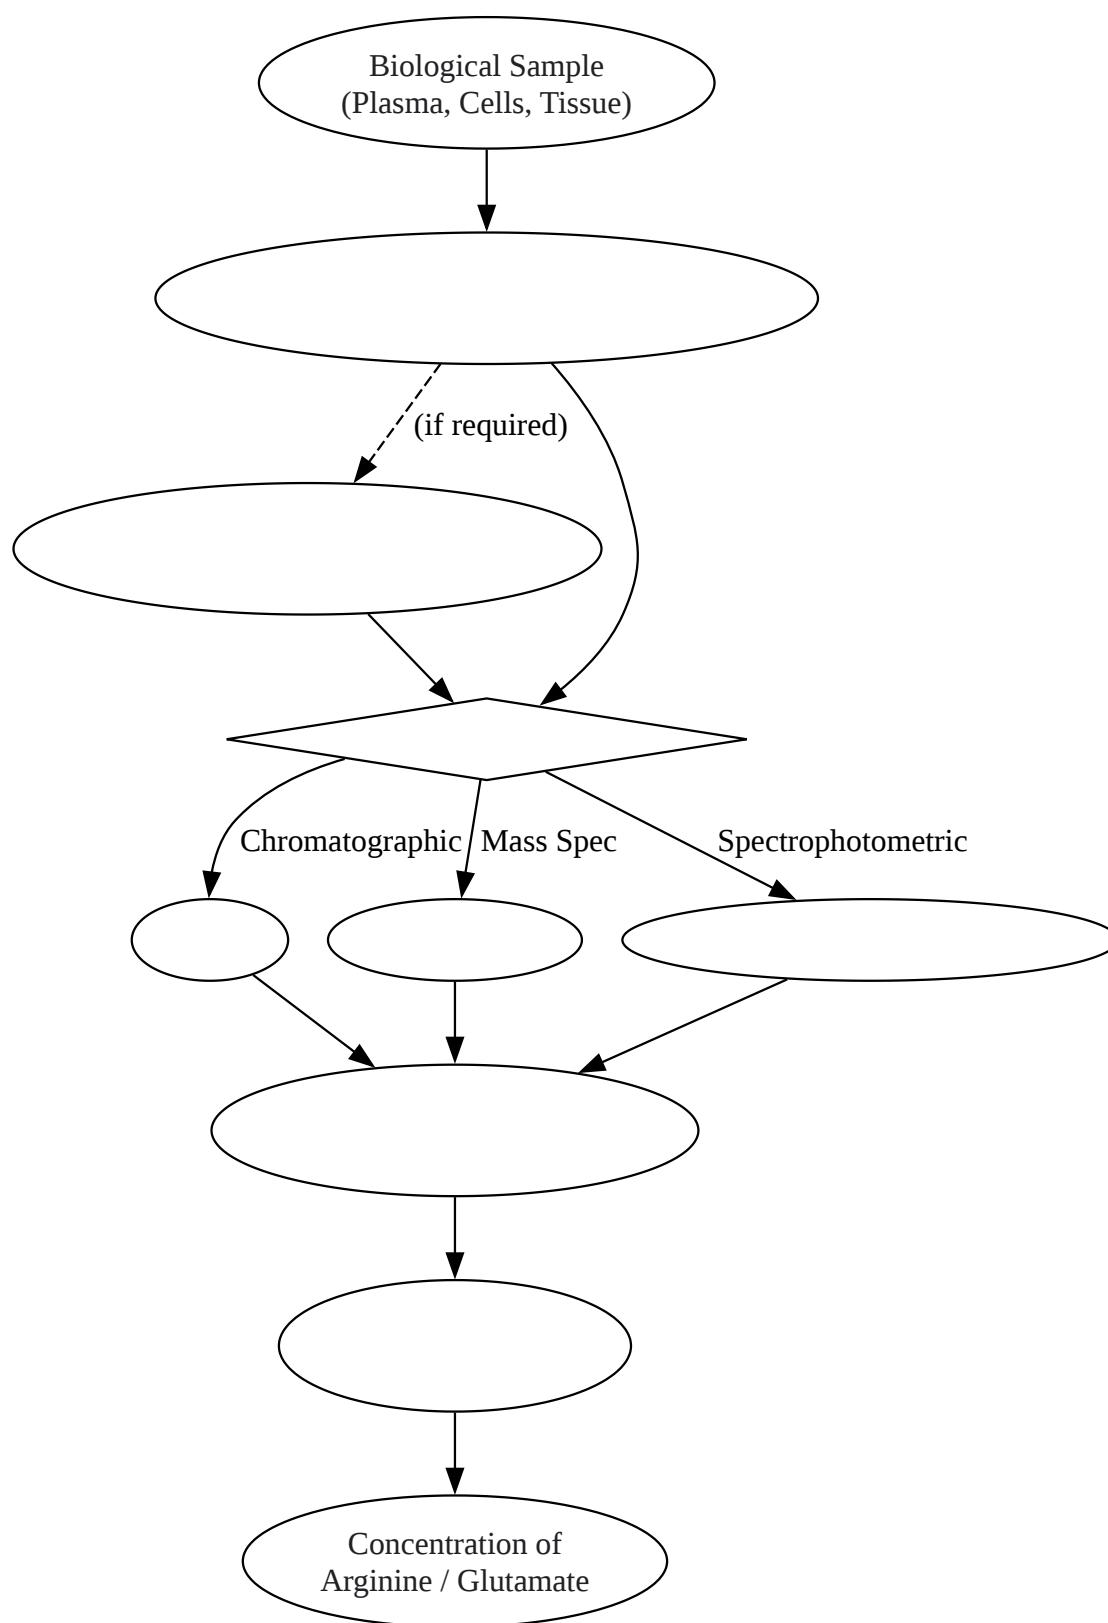 Biological Sample
(Plasma, Cells, Tissue)
(if required)
Chromatographic
Mass Spec
Spectrophotometric
Concentration of
Arginine / Glutamate